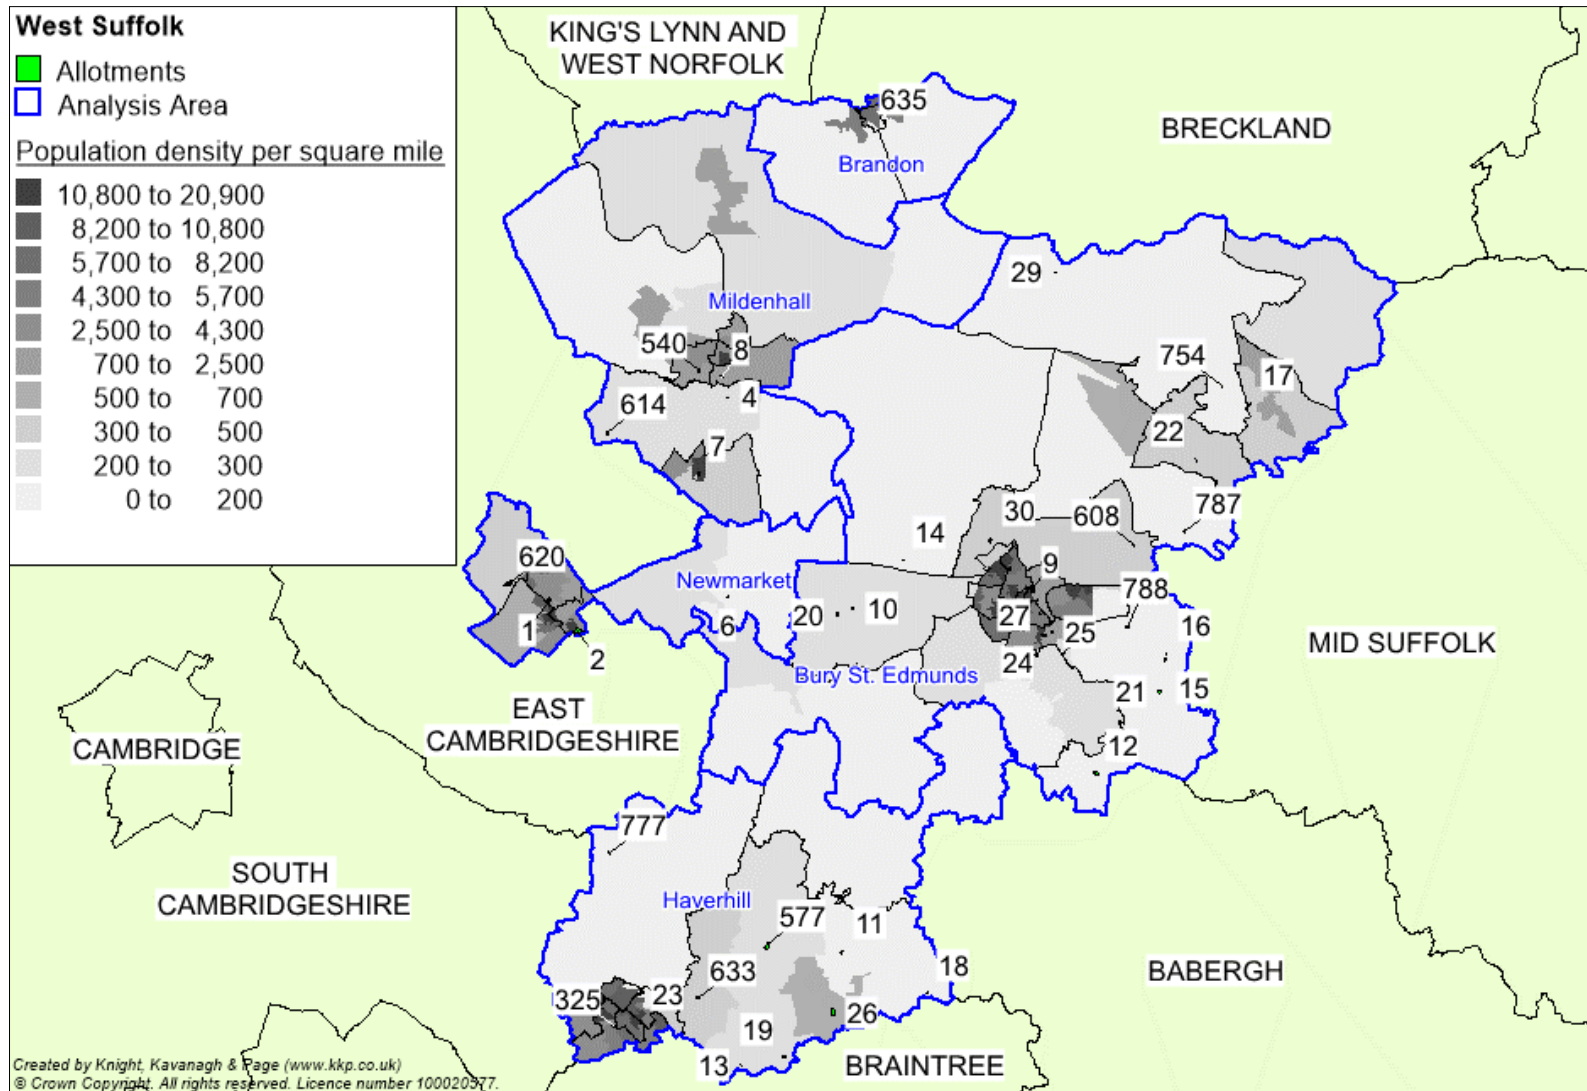 West Suffolk
Allotments
Analysis Area
Population density per square mile
10,800 to 20,900
8,200 to 10,800
5,700 to 8,200
4,300 to 5,700
2,500 to 4,300
700 to 2,500
500 to 700
300 to 500
200 to 300
0 to 200
KING'S LYNN AND
WEST NORFOLK
635
BRECKLAND
Brandon
29
Mildenhall
540
8
754
17
4
614
22
7
787
30
608
14
620
9
Newmarket
788
20
10
27
6
16
1
25
MID SUFFOLK
2
24
Bury St. Edmunds
21
15
EAST
CAMBRIDGESHIRE
CAMBRIDGE
12
777
SOUTH
CAMBRIDGESHIRE
Haverhill
577
11
633
18
BABERGH
325
23
26
19
13
BRAINTREE
Created by Knight, Kavanagh & Page (www.kkp.co.uk)
© Crown Copyright. All rights reserved. Licence number 100020577.